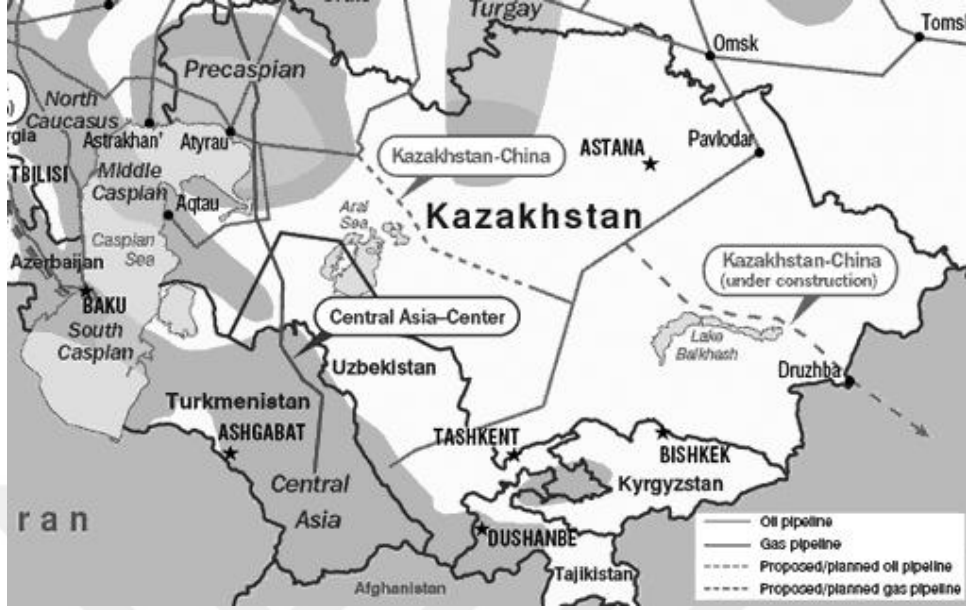 Turgay
Tomsk
Omsk
Precaspian
North
Caucasus
Astrakhan'
Atyrau
Kazakhstan-China
ASTANA
Pavlodar
TBILISI
Middle
Caspian
Aqtau
Aral
Sea
Kazakhstan
Caspian
Sea
Kazakhstan-China
(under construction)
Azerbaijan
BAKU
Central Asia–Center
South
Caspian
Lake
Balkhash
Uzbekistan
Druzhba
Turkmenistan
ASHGABAT
TASHKENT
BISHKEK
Central
Asia
Kyrgyzstan
ran
DUSHANBE
Oil pipeline
Gas pipeline
Proposed/planned oil pipeline
Proposed/planned gas pipeline
Tajikistan
Afghanistan